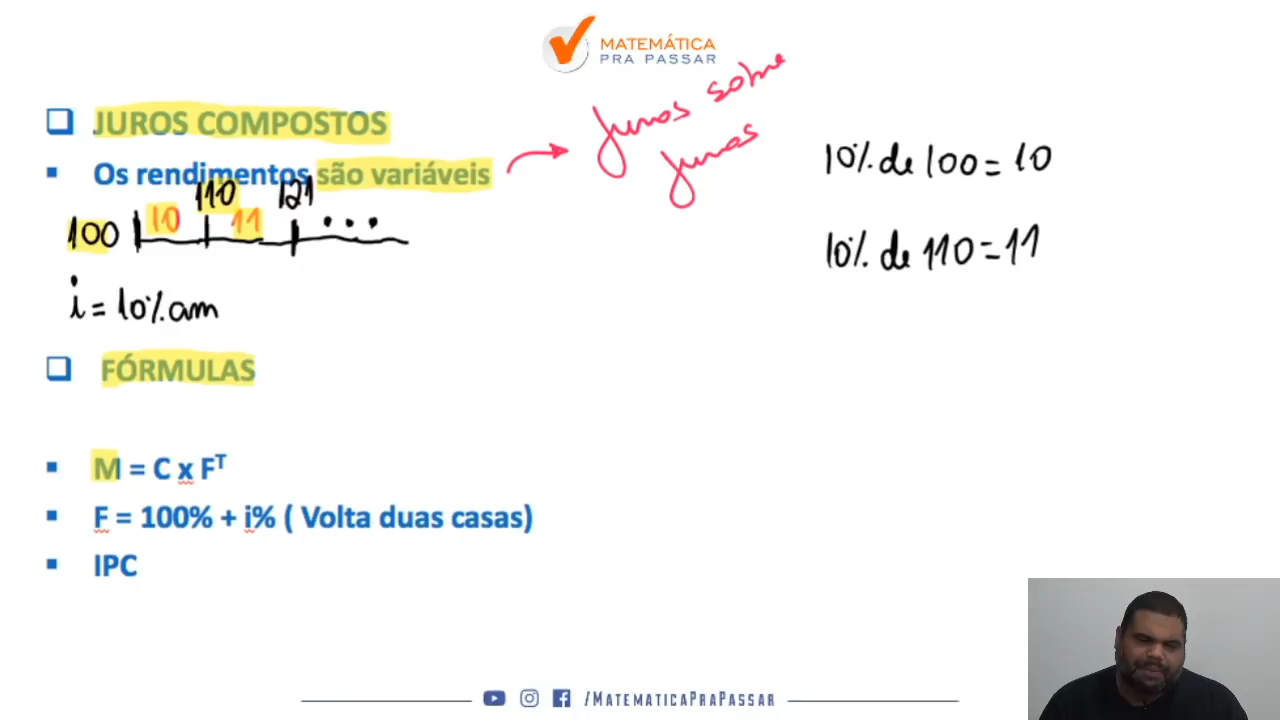 MATEMÁTICA
PRA PASSAR
JUROS COMPOSTOS
Os rendimentos são variáveis
Juros sobre
juros
10% de 100 = 10
110 121
100 10 11 ...
10% de 110 = 11
i = 10% am
FÓRMULAS
M = C x F^T
F = 100% + i% ( Volta duas casas)
IPC
/MATEMATICAPRAPASSAR